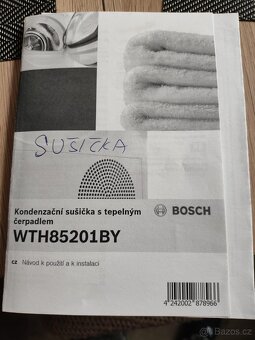 SUŠIČKA
Kondenzační sušička s tepelným
čerpadlem
BOSCH
WTH85201BY
cz Návod k použití a k instalaci
4 242002 878966
bazos.cz